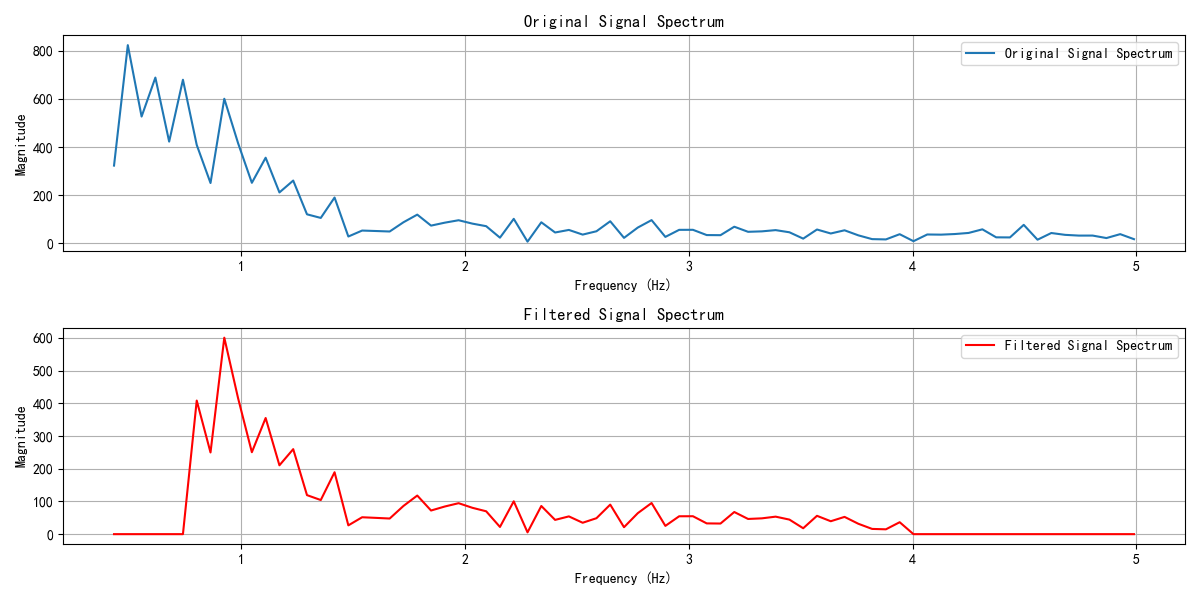 Original Signal Spectrum
Original Signal Spectrum
Magnitude
800
600
400
200
0
1
2
3
4
5
Frequency (Hz)
Filtered Signal Spectrum
Filtered Signal Spectrum
Magnitude
600
500
400
300
200
100
0
1
2
3
4
5
Frequency (Hz)